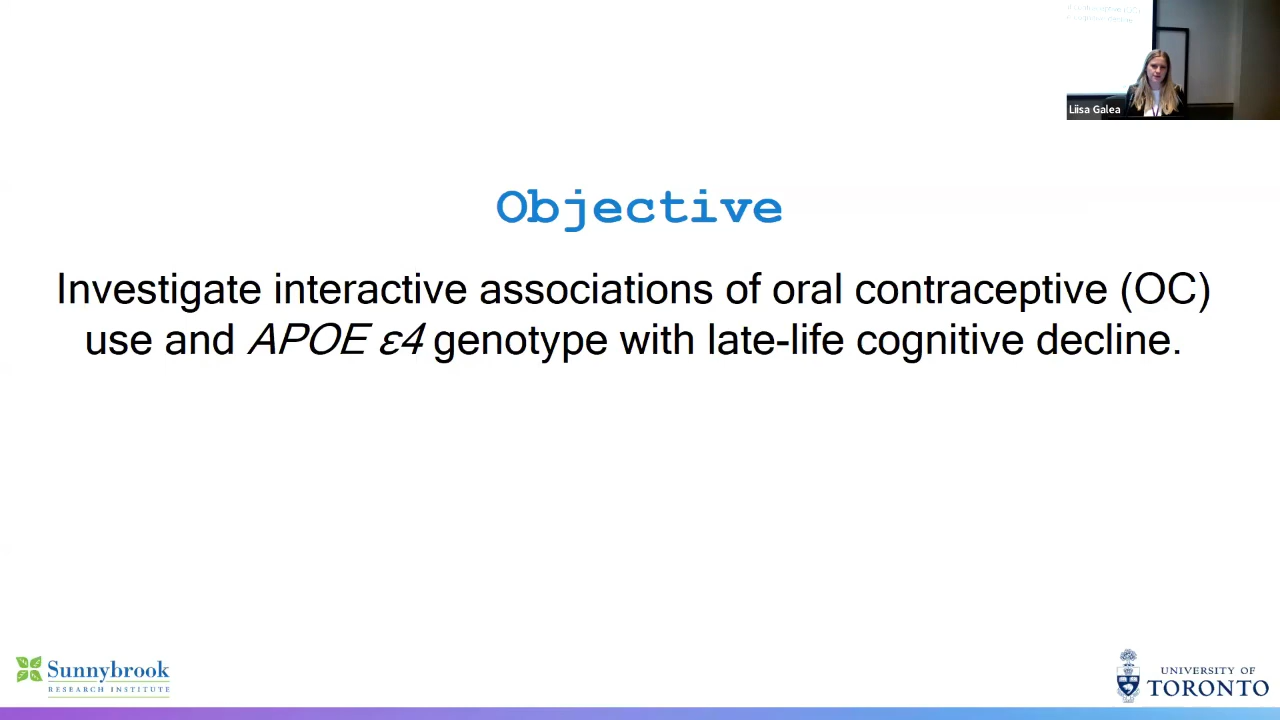 Liisa Galea
Objective
Investigate interactive associations of oral contraceptive (OC)
use and APOE ε4 genotype with late-life cognitive decline.
Sunnybrook
RESEARCH INSTITUTE
UNIVERSITY OF
TORONTO